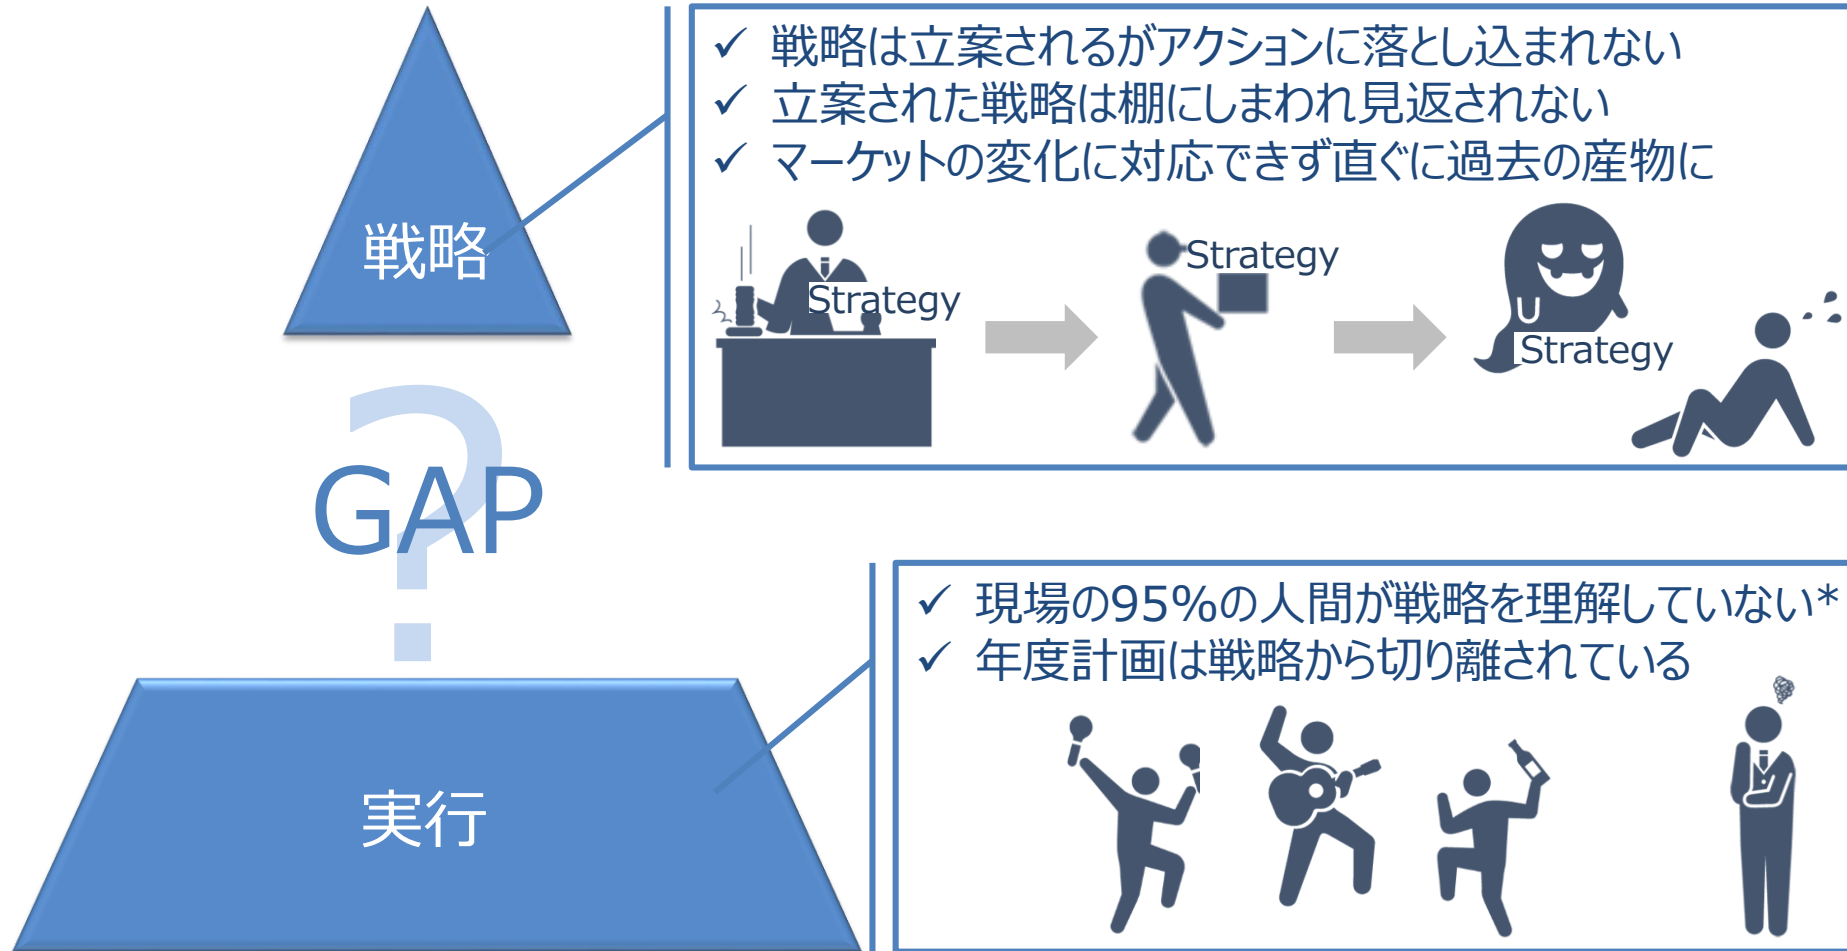 ✓ 戦略は立案されるがアクションに落とし込まれない
✓ 立案された戦略は棚にしまわれ見返されない
✓ マーケットの変化に対応できず直ぐに過去の産物に
戦略
Strategy
Strategy
Strategy
?
GAP
✓ 現場の95%の人間が戦略を理解していない*
✓ 年度計画は戦略から切り離されている
実行